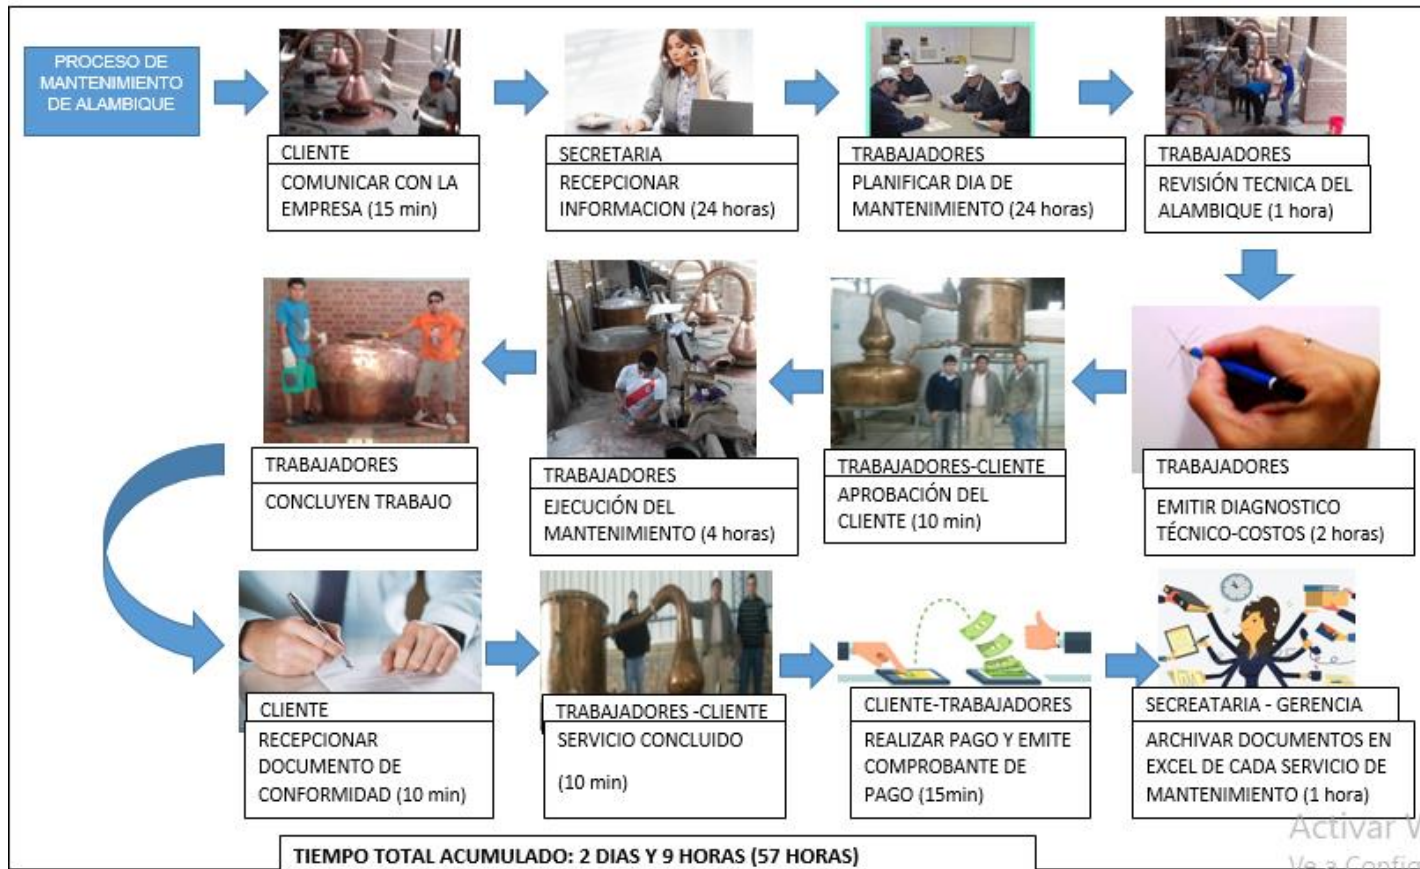 PROCESO DE
MANTENIMIENTO
DE ALAMBIQUE
CLIENTE
COMUNICAR CON LA
EMPRESA (15 min)
SECRETARIA
RECEPCIONAR
INFORMACION (24 horas)
TRABAJADORES
PLANIFICAR DIA DE
MANTENIMIENTO (24 horas)
TRABAJADORES
REVISIÓN TECNICA DEL
ALAMBIQUE (1 hora)
TRABAJADORES
CONCLUYEN TRABAJO
TRABAJADORES
EJECUCIÓN DEL
MANTENIMIENTO (4 horas)
TRABAJADORES-CLIENTE
APROBACIÓN DEL
CLIENTE (10 min)
TRABAJADORES
EMITIR DIAGNOSTICO
TÉCNICO-COSTOS (2 horas)
CLIENTE
RECEPCIONAR
DOCUMENTO DE
CONFORMIDAD (10 min)
TRABAJADORES -CLIENTE
SERVICIO CONCLUIDO
(10 min)
CLIENTE-TRABAJADORES
REALIZAR PAGO Y EMITE
COMPROBANTE DE
PAGO (15min)
SECREATARIA - GERENCIA
ARCHIVAR DOCUMENTOS EN
EXCEL DE CADA SERVICIO DE
MANTENIMIENTO (1 hora)
TIEMPO TOTAL ACUMULADO: 2 DIAS Y 9 HORAS (57 HORAS)
Activar
Ve a